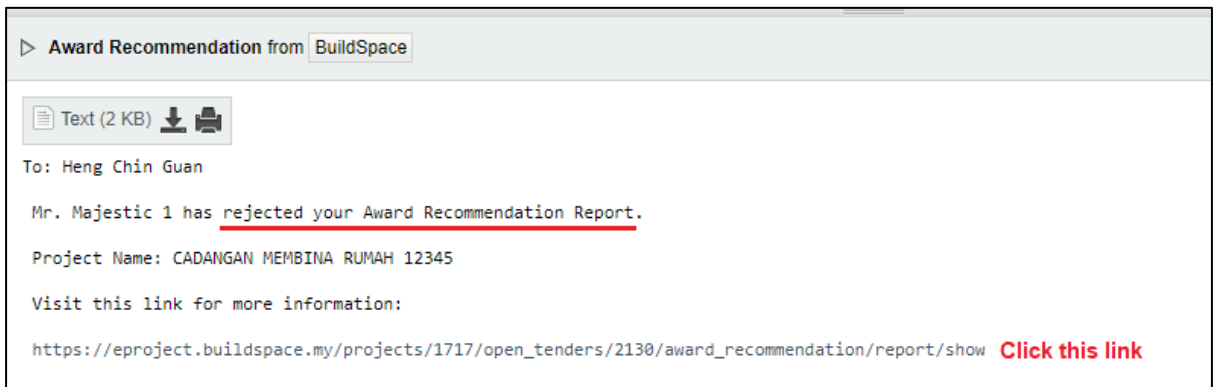 Award Recommendation from BuildSpace
Text (2 KB)
To: Heng Chin Guan
Mr. Majestic 1 has rejected your Award Recommendation Report.
Project Name: CADANGAN MEMBINA RUMAH 12345
Visit this link for more information:
https://eproject.buildspace.my/projects/1717/open_tenders/2130/award_recommendation/report/show Click this link